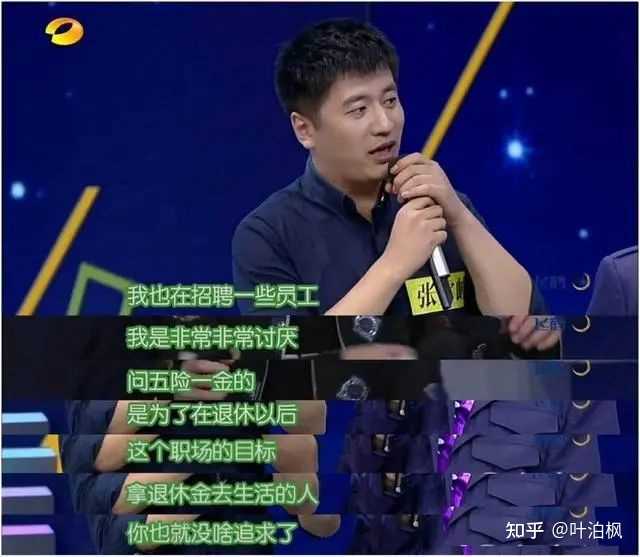 张
我也在招聘一些员工
我是非常非常讨厌
问五险一金的
是为了在退休以后
这个职场的目标
拿退休金去生活的人
你也就没啥追求了
知乎 @叶泊枫